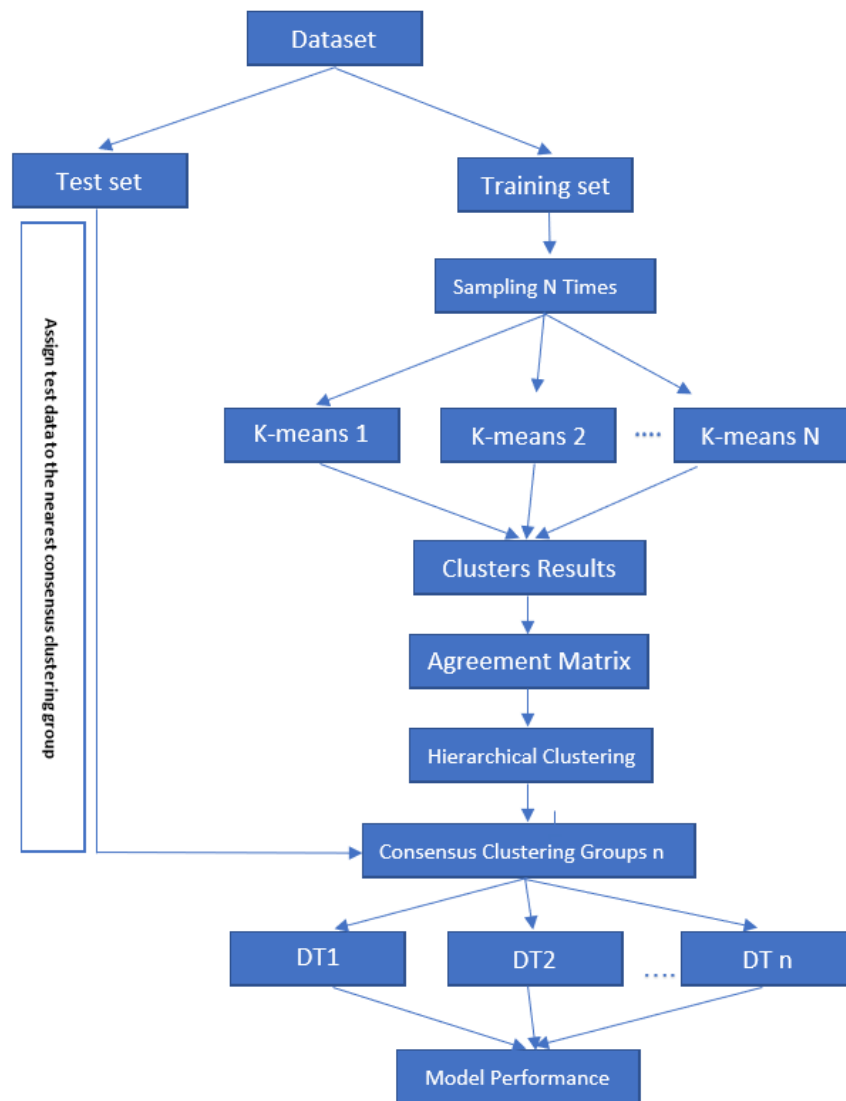 Dataset
Test set
Training set
Assign test data to the nearest consensus clustering group
Sampling N Times
K-means 1
K-means 2
....
K-means N
Clusters Results
Agreement Matrix
Hierarchical Clustering
Consensus Clustering Groups n
DT1
DT2
....
DT n
Model Performance